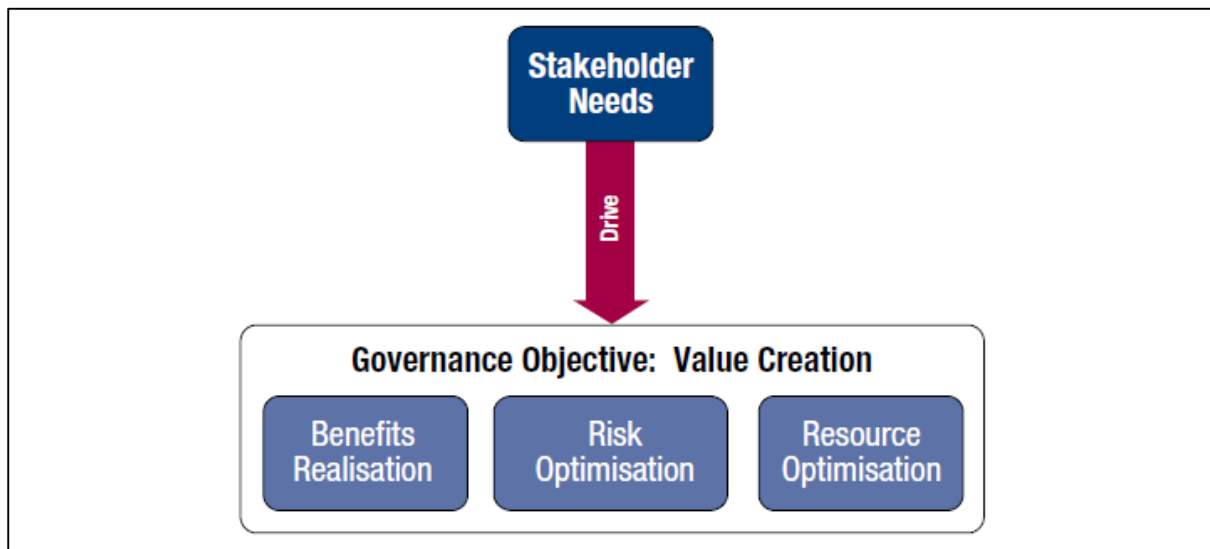 Stakeholder
Needs
Drive
Governance Objective:  Value Creation
Benefits
Realisation
Risk
Optimisation
Resource
Optimisation